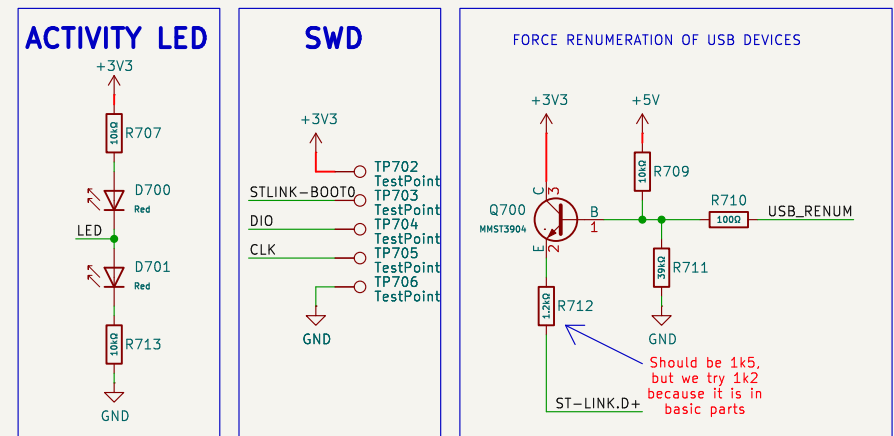 ACTIVITY LED
+3V3
10kΩ
R707
D700
Red
LED
D701
Red
10kΩ
R713
GND
SWD
+3V3
TP702
TestPoint
STLINK-BOOT0
TP703
TestPoint
DIO
TP704
TestPoint
CLK
TP705
TestPoint
TP706
TestPoint
GND
FORCE RENUMERATION OF USB DEVICES
+3V3
+5V
10kΩ
R709
C
3
Q700
MMST3904
B
1
E
2
R710
100Ω
USB_RENUM
39kΩ
R711
GND
1.2kΩ
R712
Should be 1k5,
but we try 1k2
because it is in
basic parts
ST-LINK.D+